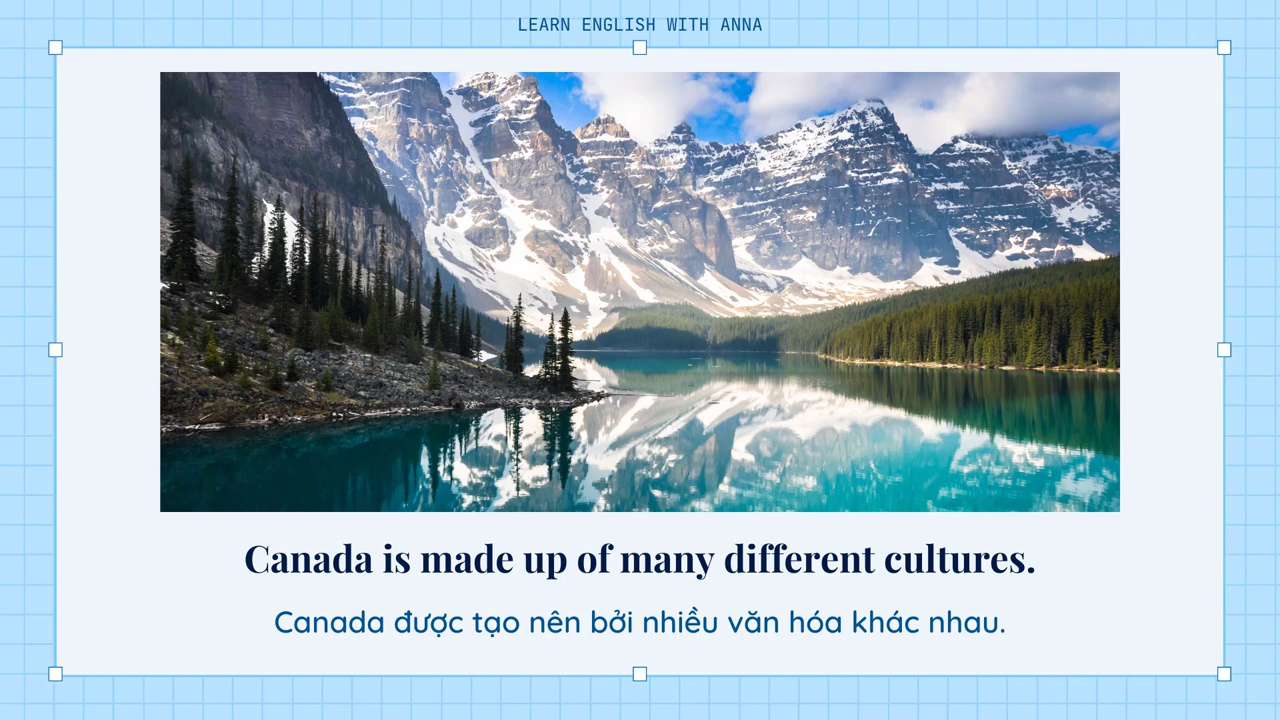 LEARN ENGLISH WITH ANNA
Canada is made up of many different cultures.
Canada được tạo nên bởi nhiều văn hóa khác nhau.